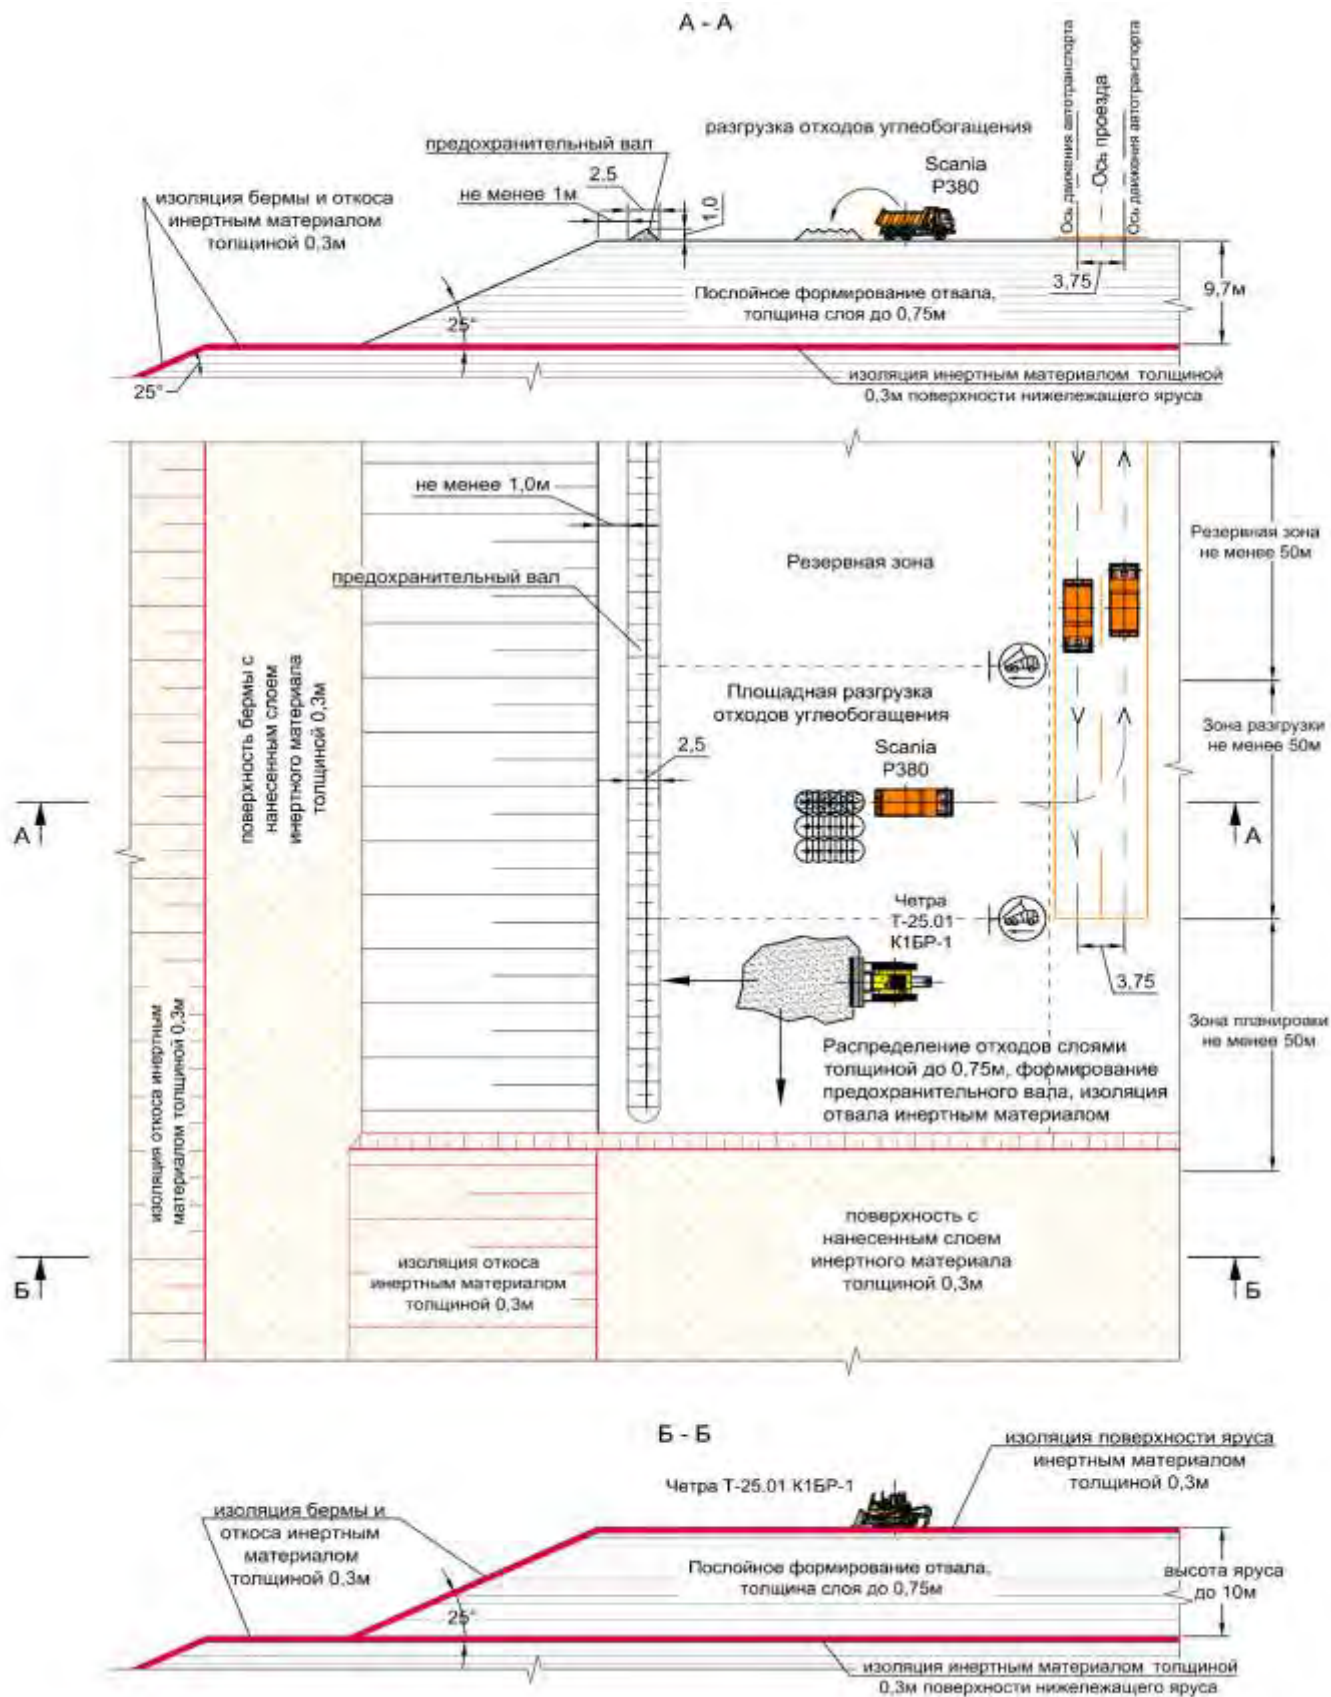 А - А
Ось движения автотранспорта
Ось проезда
Ось движения автотранспорта
разгрузка отходов углеобогащения
предохранительный вал
Scania
P380
2,5
не менее 1м
1,0
изоляция бермы и откоса
инертным материалом
толщиной 0,3м
3,75
9,7м
Послойное формирование отвала,
толщина слоя до 0,75м
25°
25°
изоляция инертным материалом толщиной
0,3м поверхности нижележащего яруса
не менее 1,0м
Резервная зона
не менее 50м
Резервная зона
предохранительный вал
поверхность бермы с
нанесенным слоем
инертного материала
толщиной 0,3м
Площадная разгрузка
отходов углеобогащения
Зона разгрузки
не менее 50м
2,5
Scania
P380
А
А
Четра
Т-25.01
К1БР-1
3,75
изоляция откоса инертным
материалом толщиной 0,3м
Зона планировки
не менее 50м
Распределение отходов слоями
толщиной до 0,75м, формирование
предохранительного вала, изоляция
отвала инертным материалом
поверхность с
нанесенным слоем
инертного материала
толщиной 0,3м
изоляция откоса
инертным материалом
толщиной 0,3м
Б
Б
Б - Б
изоляция поверхности яруса
инертным материалом
толщиной 0,3м
Четра Т-25.01 К1БР-1
изоляция бермы и
откоса инертным
материалом
толщиной 0,3м
Послойное формирование отвала,
толщина слоя до 0,75м
высота яруса
до 10м
25°
изоляция инертным материалом толщиной
0,3м поверхности нижележащего яруса